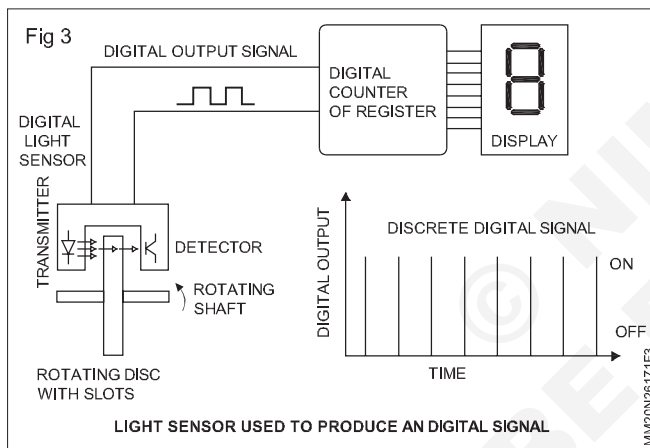 Fig 3
DIGITAL OUTPUT SIGNAL
DIGITAL
COUNTER
OF REGISTER
DISPLAY
DIGITAL
LIGHT
SENSOR
TRANSMITTER
DETECTOR
ROTATING
SHAFT
ROTATING DISC
WITH SLOTS
DIGITAL OUTPUT
DISCRETE DIGITAL SIGNAL
ON
OFF
TIME
LIGHT SENSOR USED TO PRODUCE AN DIGITAL SIGNAL
MM20N26171F3